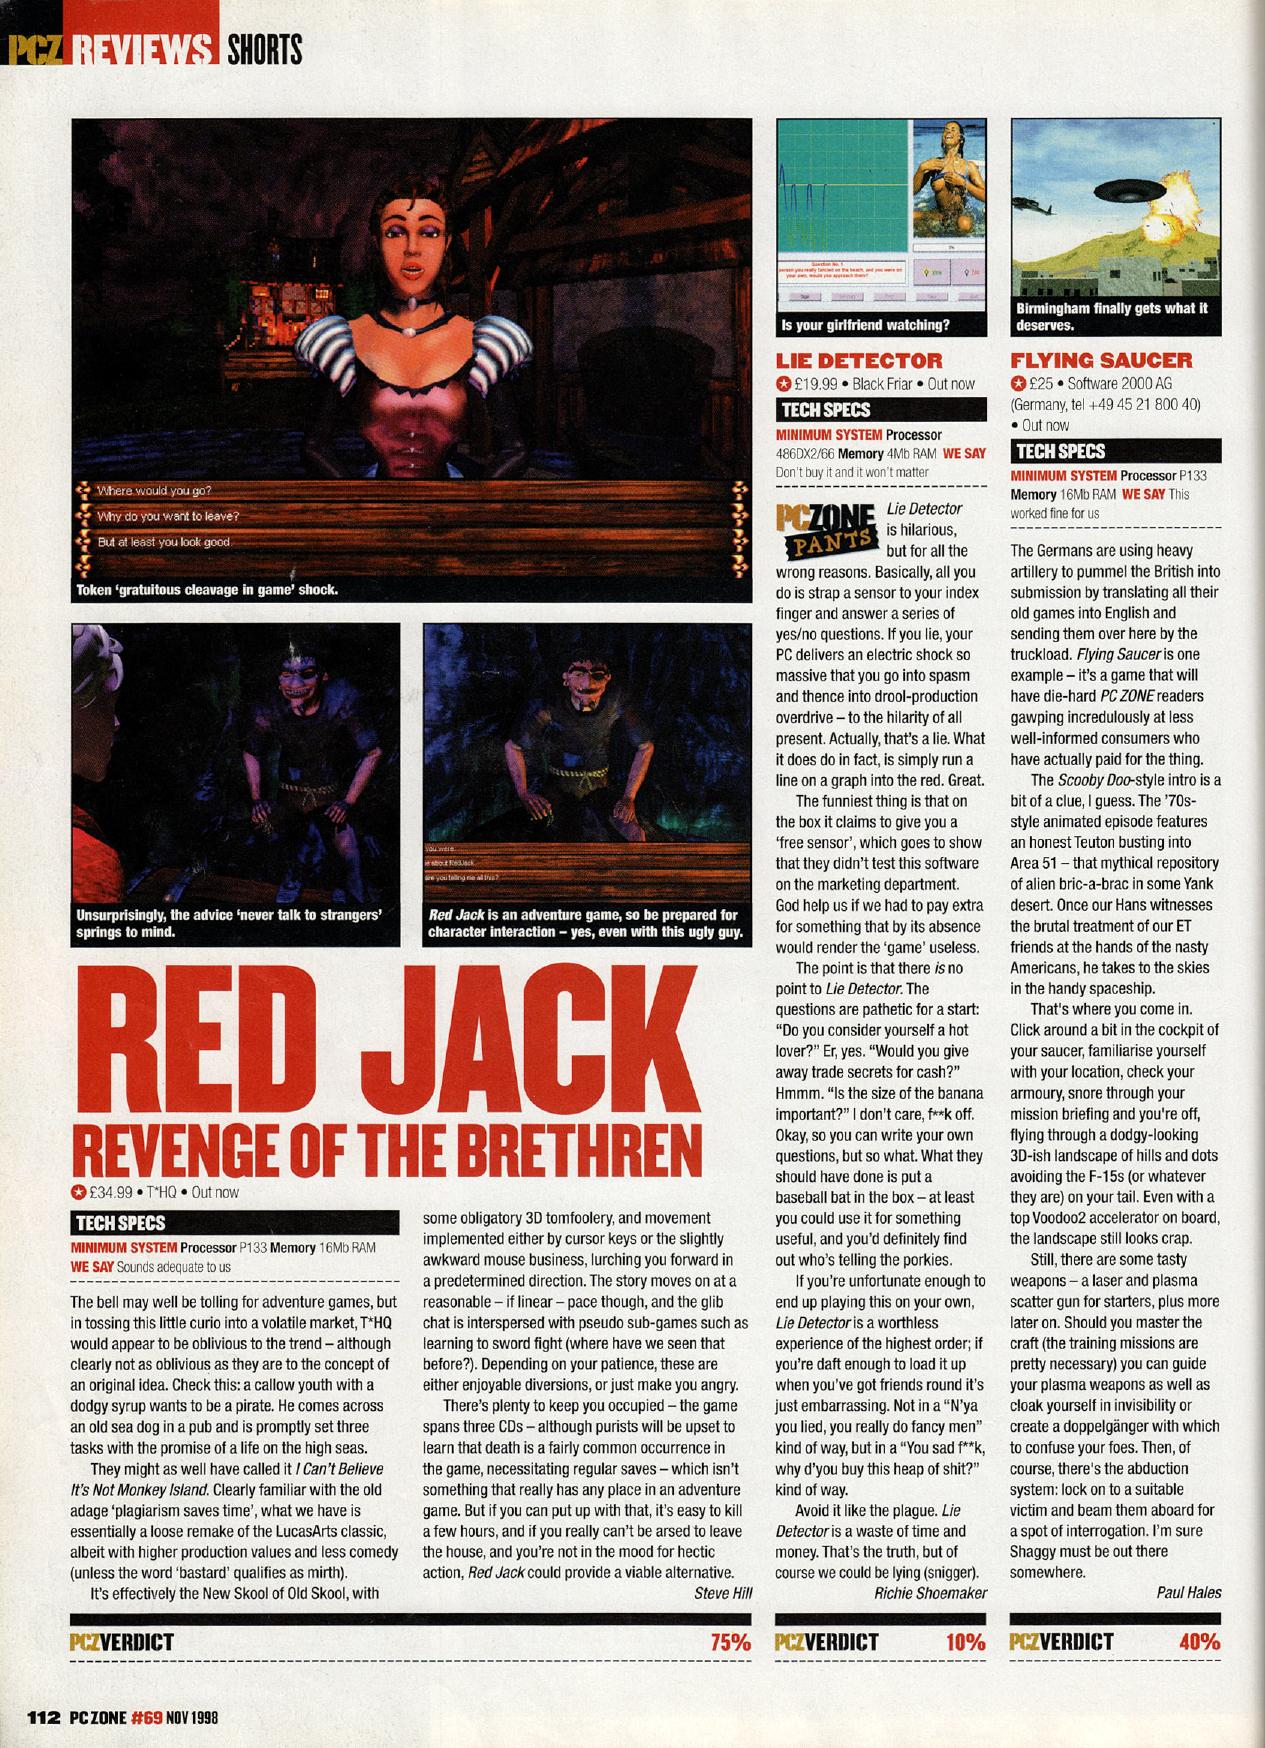 PCZ REVIEWS SHORTS
Where would you go?
Why do you want to leave?
But at least you look good.
Token ‘gratuitous cleavage in game’ shock.
Unsurprisingly, the advice ‘never talk to strangers’
springs to mind.
you were
is about RedJack
are you telling me all this?
Red Jack is an adventure game, so be prepared for
character interaction – yes, even with this ugly guy.
RED JACK
REVENGE OF THE BRETHREN
£34.99 • T*HQ • Out now
TECH SPECS
MINIMUM SYSTEM Processor P133 Memory 16Mb RAM
WE SAY Sounds adequate to us
The bell may well be tolling for adventure games, but
in tossing this little curio into a volatile market, T*HQ
would appear to be oblivious to the trend – although
clearly not as oblivious as they are to the concept of
an original idea. Check this: a callow youth with a
dodgy syrup wants to be a pirate. He comes across
an old sea dog in a pub and is promptly set three
tasks with the promise of a life on the high seas.
They might as well have called it I Can't Believe
It's Not Monkey Island. Clearly familiar with the old
adage ‘plagiarism saves time’, what we have is
essentially a loose remake of the LucasArts classic,
albeit with higher production values and less comedy
(unless the word ‘bastard’ qualifies as mirth).
It's effectively the New Skool of Old Skool, with
some obligatory 3D tomfoolery, and movement
implemented either by cursor keys or the slightly
awkward mouse business, lurching you forward in
a predetermined direction. The story moves on at a
reasonable – if linear – pace though, and the glib
chat is interspersed with pseudo sub-games such as
learning to sword fight (where have we seen that
before?). Depending on your patience, these are
either enjoyable diversions, or just make you angry.
There's plenty to keep you occupied – the game
spans three CDs – although purists will be upset to
learn that death is a fairly common occurrence in
the game, necessitating regular saves – which isn't
something that really has any place in an adventure
game. But if you can put up with that, it's easy to kill
a few hours, and if you really can't be arsed to leave
the house, and you're not in the mood for hectic
action, Red Jack could provide a viable alternative.
Steve Hill
PCZVERDICT 75%
Question No. 1
person you really fancied on the beach, and you were on
your own, would you approach them?
Is your girlfriend watching?
LIE DETECTOR
£19.99 • Black Friar • Out now
TECH SPECS
MINIMUM SYSTEM Processor
486DX2/66 Memory 4Mb RAM WE SAY
Don't buy it and it won't matter
PCZONE
PANTS
Lie Detector
is hilarious,
but for all the
wrong reasons. Basically, all you
do is strap a sensor to your index
finger and answer a series of
yes/no questions. If you lie, your
PC delivers an electric shock so
massive that you go into spasm
and thence into drool-production
overdrive – to the hilarity of all
present. Actually, that's a lie. What
it does do in fact, is simply run a
line on a graph into the red. Great.
The funniest thing is that on
the box it claims to give you a
‘free sensor’, which goes to show
that they didn't test this software
on the marketing department.
God help us if we had to pay extra
for something that by its absence
would render the ‘game’ useless.
The point is that there is no
point to Lie Detector. The
questions are pathetic for a start:
“Do you consider yourself a hot
lover?” Er, yes. “Would you give
away trade secrets for cash?”
Hmmm. “Is the size of the banana
important?” I don't care, f**k off.
Okay, so you can write your own
questions, but so what. What they
should have done is put a
baseball bat in the box – at least
you could use it for something
useful, and you'd definitely find
out who's telling the porkies.
If you're unfortunate enough to
end up playing this on your own,
Lie Detector is a worthless
experience of the highest order; if
you're daft enough to load it up
when you've got friends round it's
just embarrassing. Not in a “N'ya
you lied, you really do fancy men”
kind of way, but in a “You sad f**k,
why d'you buy this heap of shit?”
kind of way.
Avoid it like the plague. Lie
Detector is a waste of time and
money. That's the truth, but of
course we could be lying (snigger).
Richie Shoemaker
PCZVERDICT 10%
Birmingham finally gets what it
deserves.
FLYING SAUCER
£25 • Software 2000 AG
(Germany, tel +49 45 21 800 40)
• Out now
TECH SPECS
MINIMUM SYSTEM Processor P133
Memory 16Mb RAM WE SAY This
worked fine for us
The Germans are using heavy
artillery to pummel the British into
submission by translating all their
old games into English and
sending them over here by the
truckload. Flying Saucer is one
example – it's a game that will
have die-hard PC ZONE readers
gawping incredulously at less
well-informed consumers who
have actually paid for the thing.
The Scooby Doo-style intro is a
bit of a clue, I guess. The '70s-
style animated episode features
an honest Teuton busting into
Area 51 – that mythical repository
of alien bric-a-brac in some Yank
desert. Once our Hans witnesses
the brutal treatment of our ET
friends at the hands of the nasty
Americans, he takes to the skies
in the handy spaceship.
That's where you come in.
Click around a bit in the cockpit of
your saucer, familiarise yourself
with your location, check your
armoury, snore through your
mission briefing and you're off,
flying through a dodgy-looking
3D-ish landscape of hills and dots
avoiding the F-15s (or whatever
they are) on your tail. Even with a
top Voodoo2 accelerator on board,
the landscape still looks crap.
Still, there are some tasty
weapons – a laser and plasma
scatter gun for starters, plus more
later on. Should you master the
craft (the training missions are
pretty necessary) you can guide
your plasma weapons as well as
cloak yourself in invisibility or
create a doppelgänger with which
to confuse your foes. Then, of
course, there's the abduction
system: lock on to a suitable
victim and beam them aboard for
a spot of interrogation. I'm sure
Shaggy must be out there
somewhere.
Paul Hales
PCZVERDICT 40%
112 PC ZONE #69 NOV 1998